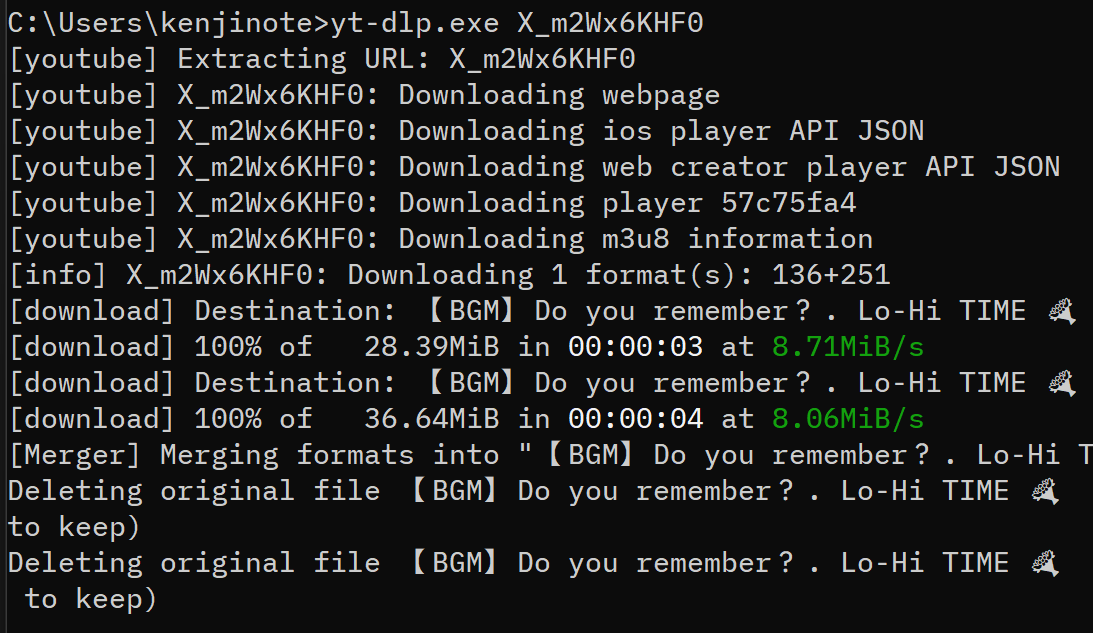 C:\Users\kenjinote>yt-dlp.exe X_m2Wx6KHF0
[youtube] Extracting URL: X_m2Wx6KHF0
[youtube] X_m2Wx6KHF0: Downloading webpage
[youtube] X_m2Wx6KHF0: Downloading ios player API JSON
[youtube] X_m2Wx6KHF0: Downloading web creator player API JSON
[youtube] X_m2Wx6KHF0: Downloading player 57c75fa4
[youtube] X_m2Wx6KHF0: Downloading m3u8 information
[info] X_m2Wx6KHF0: Downloading 1 format(s): 136+251
[download] Destination: 【BGM】Do you remember？. Lo-Hi TIME 💐
[download] 100% of   28.39MiB in 00:00:03 at 8.71MiB/s
[download] Destination: 【BGM】Do you remember？. Lo-Hi TIME 💐
[download] 100% of   36.64MiB in 00:00:04 at 8.06MiB/s
[Merger] Merging formats into "【BGM】Do you remember？. Lo-Hi T
Deleting original file 【BGM】Do you remember？. Lo-Hi TIME 💐
to keep)
Deleting original file 【BGM】Do you remember？. Lo-Hi TIME 💐
 to keep)